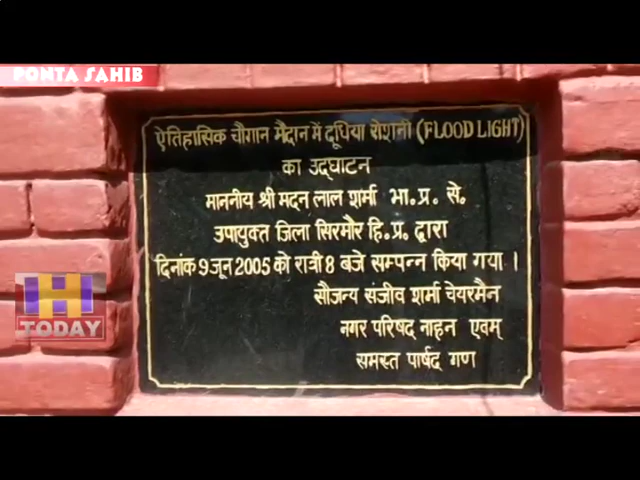 PONTA SAHIB
ऐतिहासिक चौगान मैदान में दूधिया रोशनी (FLOOD LIGHT)
का उद्घाटन
माननीय श्री मदन लाल शर्मा भा.प्र. से.
उपायुक्त जिला सिरमौर हि.प्र. द्वारा
दिनांक 9 जून 2005 को रात्री 8 बजे सम्पन्न किया गया ।
सौजन्य संजीव शर्मा चेयरमैन
नगर परिषद नाहन एवम्
समस्त पार्षद गण
HI
TODAY